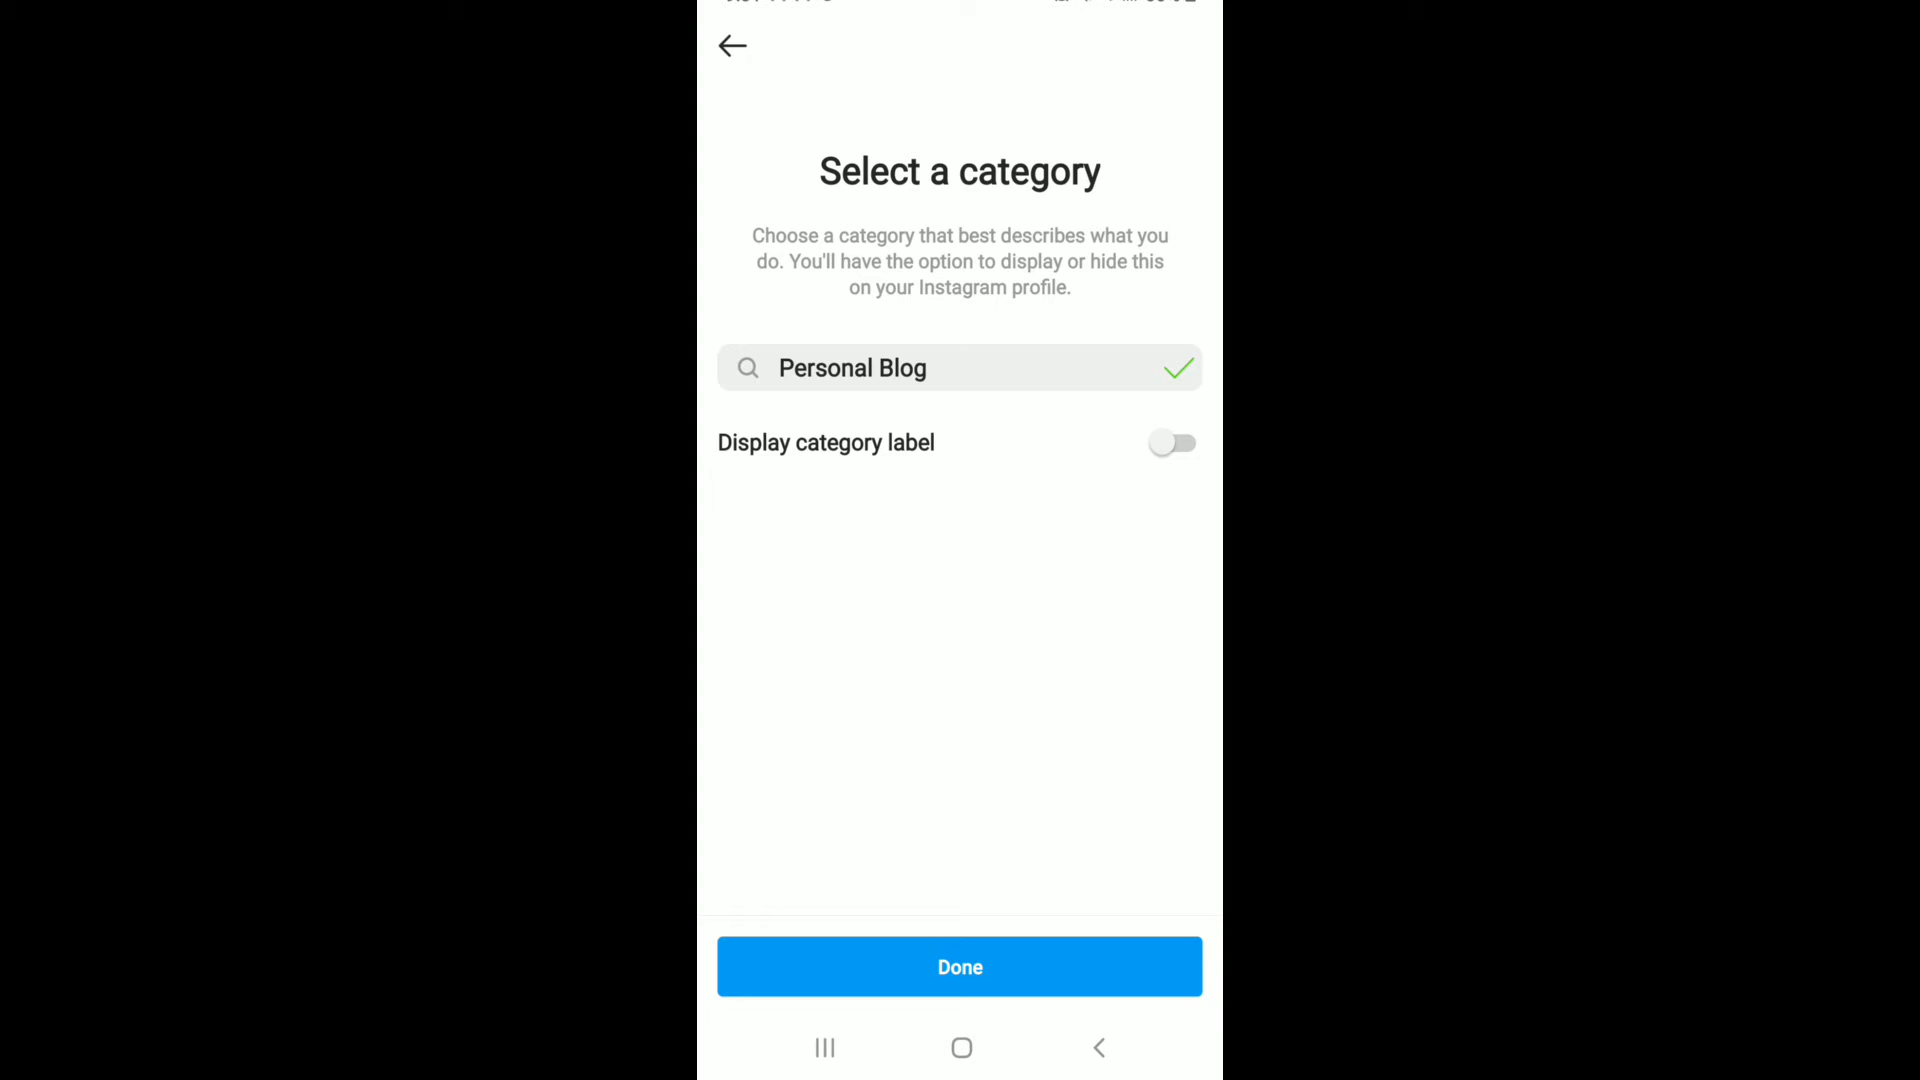 Select a category
Choose a category that best describes what you
do. You'll have the option to display or hide this
on your Instagram profile.
Personal Blog
Display category label
Done